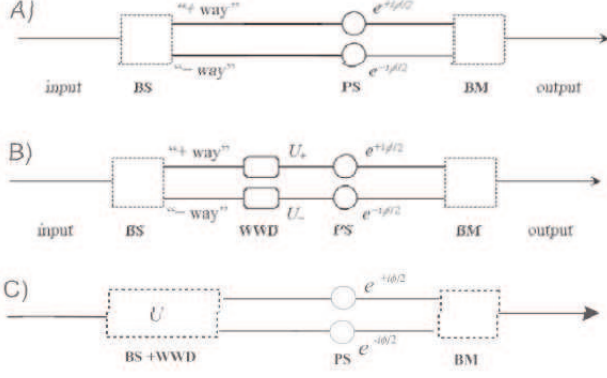 A)
"+ way" e^{+iφ/2}
"− way" e^{−iφ/2}
input BS PS BM output
B)
"+ way" U₊ e^{+iφ/2}
"− way" U₋ e^{−iφ/2}
input BS WWD PS BM output
C)
e^{+iφ/2}
U
e^{-iφ/2}
BS +WWD PS BM